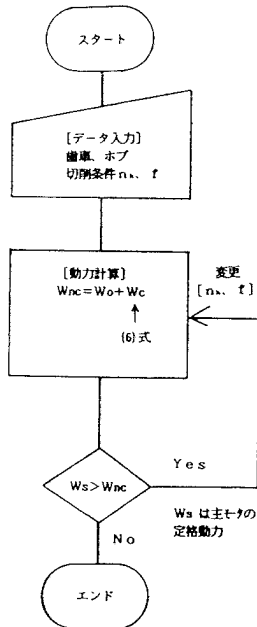 スタート
[データ入力]
歯車、ホブ
切削条件nₕ、f
[動力計算]
Wnc=Wo+Wc
↑
(6)式
変更
[nₕ、f]
Ws>Wnc
Yes
Ws は主モータの
定格動力
No
エンド